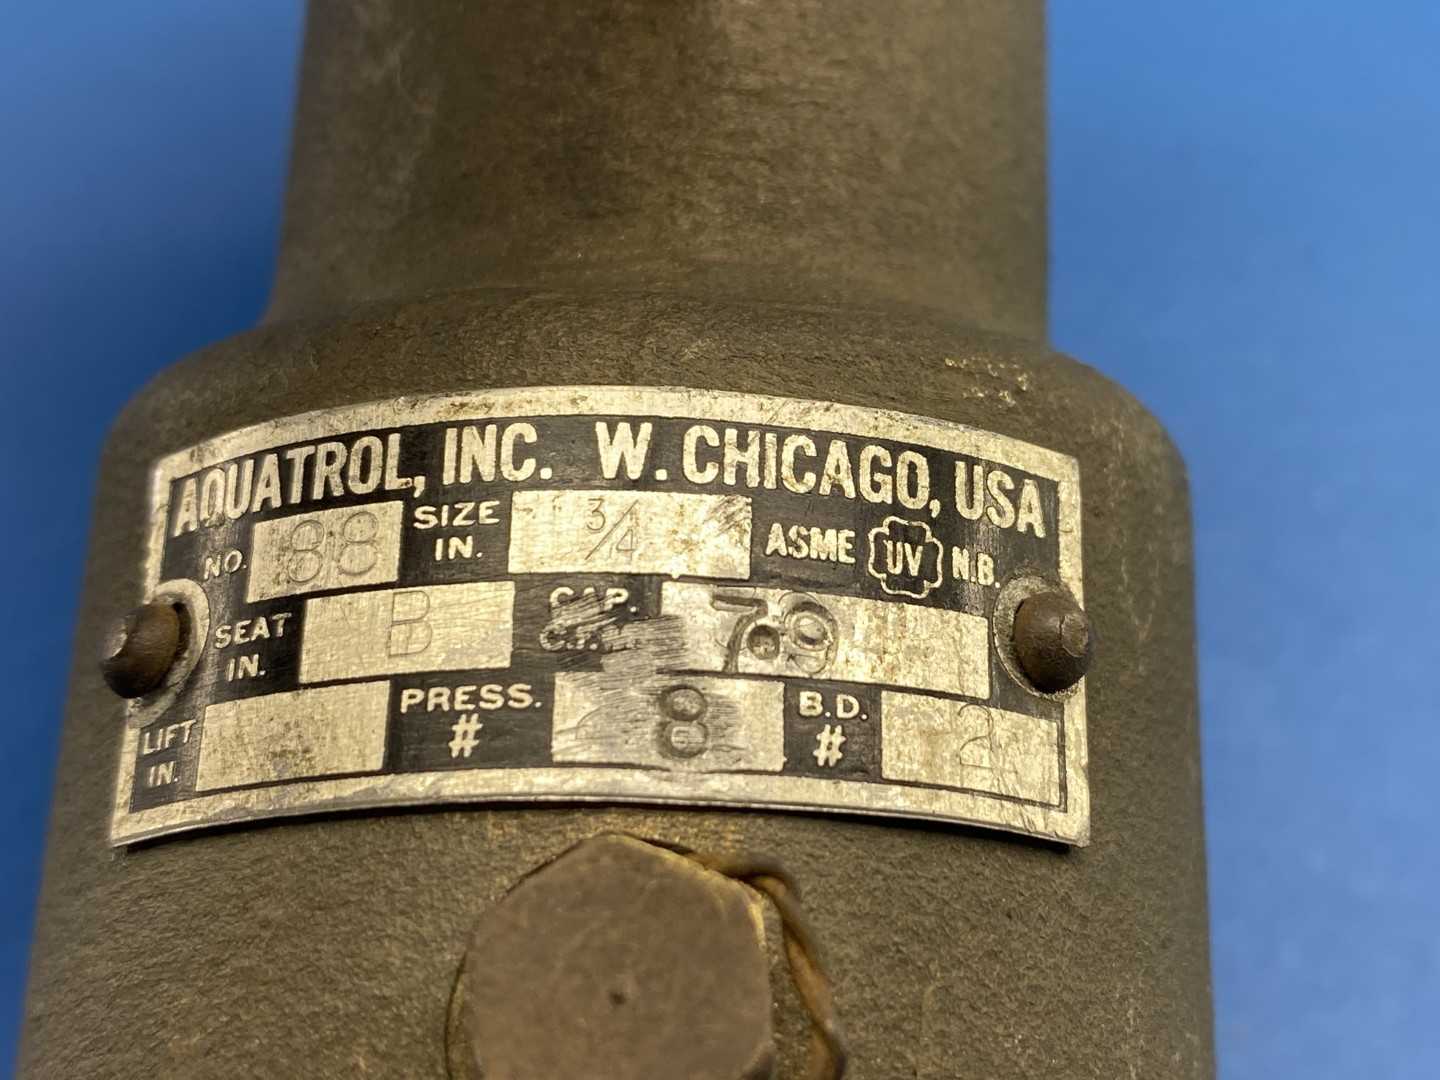 AQUATROL, INC. W. CHICAGO, USA
NO. 88 SIZE IN. 3/4 ASME UV N.B.
SEAT IN. B CAP. 789
LIFT IN. PRESS. # 8 B.D. # 2